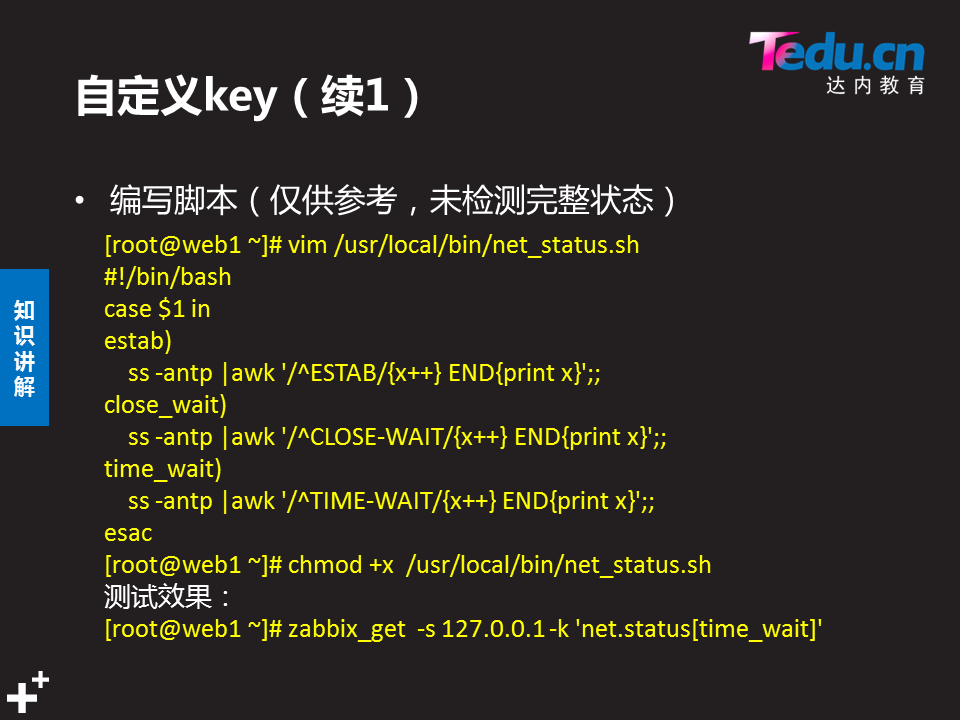 Tedu.cn
达内教育
自定义key（续1）
• 编写脚本（仅供参考，未检测完整状态）
[root@web1 ~]# vim /usr/local/bin/net_status.sh
#!/bin/bash
case $1 in
estab)
    ss -antp |awk '/^ESTAB/{x++} END{print x}';;
close_wait)
    ss -antp |awk '/^CLOSE-WAIT/{x++} END{print x}';;
time_wait)
    ss -antp |awk '/^TIME-WAIT/{x++} END{print x}';;
esac
[root@web1 ~]# chmod +x  /usr/local/bin/net_status.sh
测试效果：
[root@web1 ~]# zabbix_get  -s 127.0.0.1 -k 'net.status[time_wait]'
知识讲解